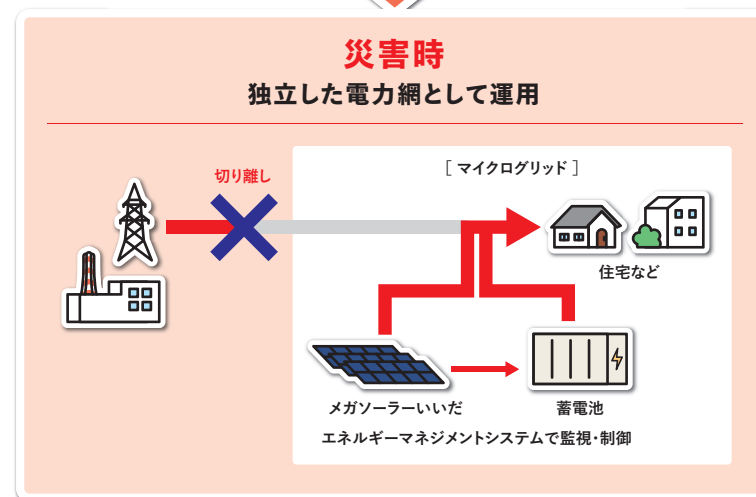 災害時
独立した電力網として運用
切り離し
[ マイクログリッド ]
住宅など
メガソーラーいいだ
蓄電池
エネルギーマネジメントシステムで監視・制御